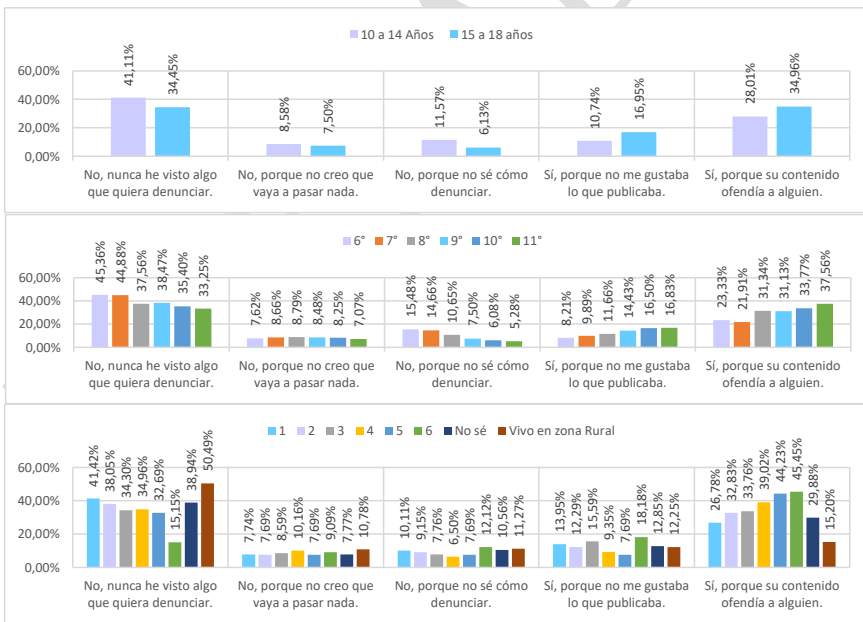 10 a 14 Años 15 a 18 años
41,11% 34,45% 8,58% 7,50% 11,57% 6,13% 10,74% 16,95% 28,01% 34,96%
60,00%
40,00%
20,00%
0,00%
No, nunca he visto algo No, porque no creo que No, porque no sé cómo Sí, porque no me gustaba Sí, porque su contenido
que quiera denunciar. vaya a pasar nada. denunciar. lo que publicaba. ofendía a alguien.
6° 7° 8° 9° 10° 11°
45,36% 44,88% 37,56% 38,47% 35,40% 33,25% 7,62% 8,66% 8,79% 8,48% 8,25% 7,07% 15,48% 14,66% 10,65% 7,50% 6,08% 5,28% 8,21% 9,89% 11,66% 14,43% 16,50% 16,83% 23,33% 21,91% 31,34% 31,13% 33,77% 37,56%
60,00%
40,00%
20,00%
0,00%
No, nunca he visto algo No, porque no creo que No, porque no sé cómo Sí, porque no me gustaba Sí, porque su contenido
que quiera denunciar. vaya a pasar nada. denunciar. lo que publicaba. ofendía a alguien.
1 2 3 4 5 6 No sé Vivo en zona Rural
41,42% 38,05% 34,30% 34,96% 32,69% 15,15% 38,94% 50,49% 7,74% 7,69% 8,59% 10,16% 7,69% 9,09% 7,77% 10,78% 10,11% 9,15% 7,76% 6,50% 7,69% 12,12% 10,56% 11,27% 13,95% 12,29% 15,59% 9,35% 7,69% 18,18% 12,85% 12,25% 26,78% 32,83% 33,76% 39,02% 44,23% 45,45% 29,88% 15,20%
60,00%
40,00%
20,00%
0,00%
No, nunca he visto algo No, porque no creo que No, porque no sé cómo Sí, porque no me gustaba Sí, porque su contenido
que quiera denunciar. vaya a pasar nada. denunciar. lo que publicaba. ofendía a alguien.